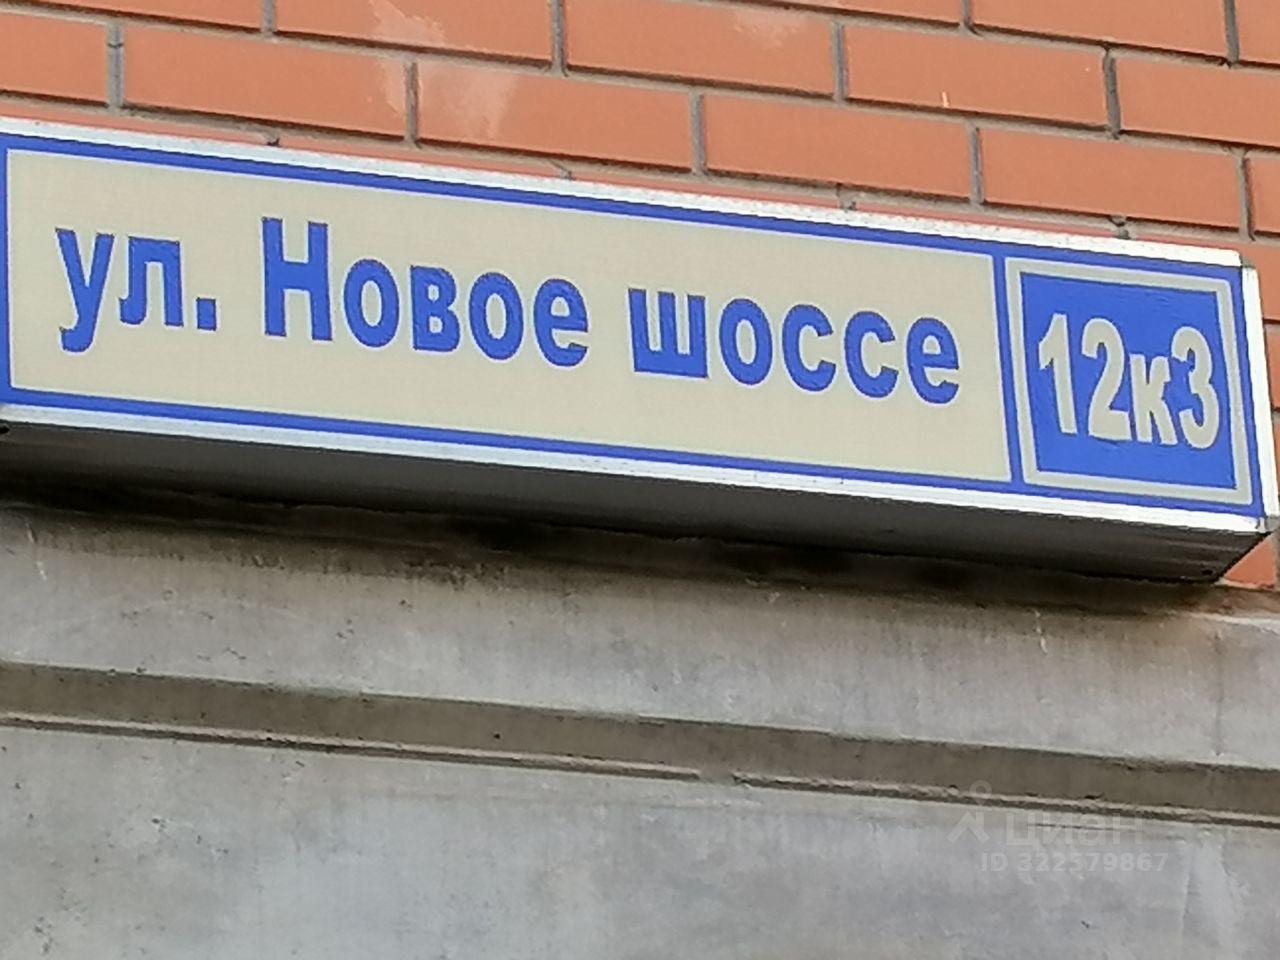 ул. Новое шоссе 12к3
циан
ID 322579867